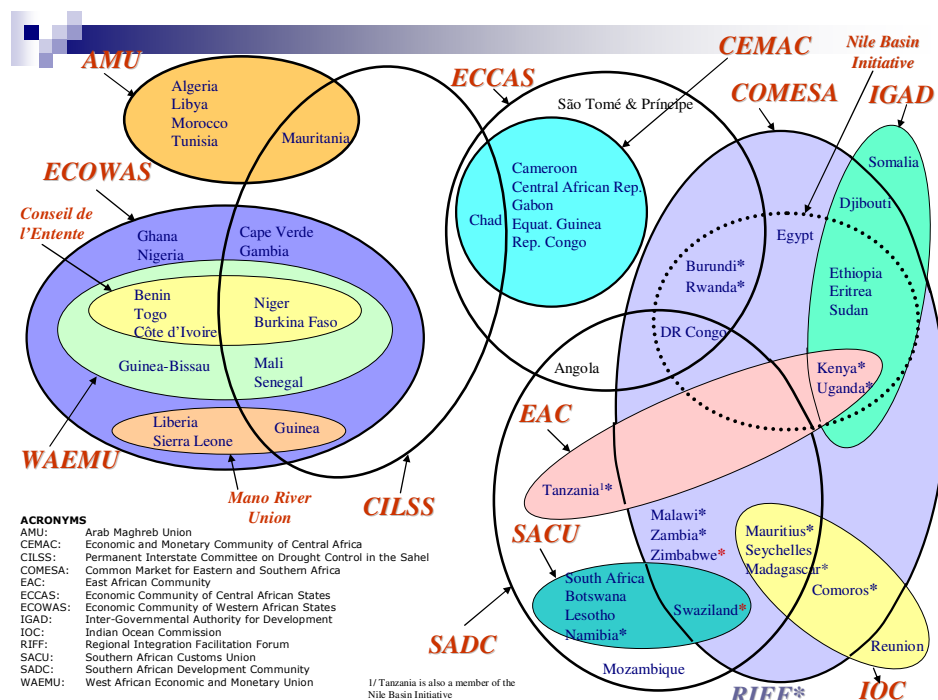 AMU
ECCAS
CEMAC
Nile Basin
Initiative
COMESA
IGAD
Algeria
Libya
Morocco
Tunisia
Mauritania
São Tomé & Príncipe
ECOWAS
Conseil de
l'Entente
Ghana
Nigeria
Cape Verde
Gambia
Benin
Togo
Côte d'Ivoire
Niger
Burkina Faso
Guinea-Bissau
Mali
Senegal
Liberia
Sierra Leone
Guinea
WAEMU
Mano River
Union
CILSS
Chad
Cameroon
Central African Rep.
Gabon
Equat. Guinea
Rep. Congo
Somalia
Djibouti
Egypt
Burundi*
Rwanda*
Ethiopia
Eritrea
Sudan
DR Congo
Angola
Kenya*
Uganda*
EAC
Tanzania¹*
SACU
Malawi*
Zambia*
Zimbabwe*
Mauritius*
Seychelles
Madagascar*
Comoros*
South Africa
Botswana
Lesotho
Namibia*
Swaziland*
SADC
Mozambique
Reunion
RIFF*
IOC
ACRONYMS
AMU: Arab Maghreb Union
CEMAC: Economic and Monetary Community of Central Africa
CILSS: Permanent Interstate Committee on Drought Control in the Sahel
COMESA: Common Market for Eastern and Southern Africa
EAC: East African Community
ECCAS: Economic Community of Central African States
ECOWAS: Economic Community of Western African States
IGAD: Inter-Governmental Authority for Development
IOC: Indian Ocean Commission
RIFF: Regional Integration Facilitation Forum
SACU: Southern African Customs Union
SADC: Southern African Development Community
WAEMU: West African Economic and Monetary Union
1/ Tanzania is also a member of the
Nile Basin Initiative